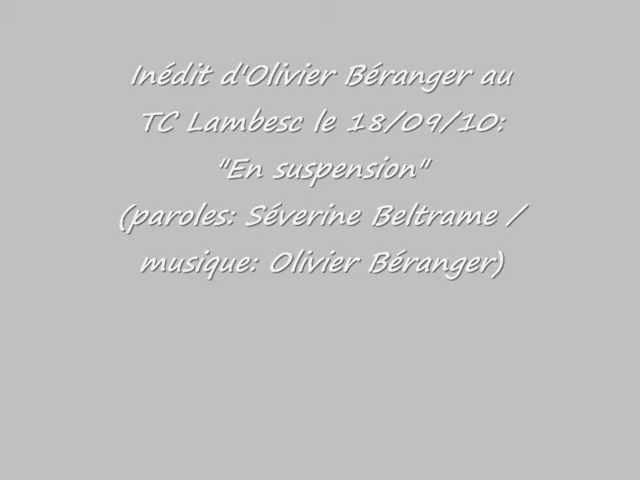 Inédit d'Olivier Béranger au
TC Lambesc le 18/09/10:
"En suspension"
(paroles: Séverine Beltrame /
musique: Olivier Béranger)